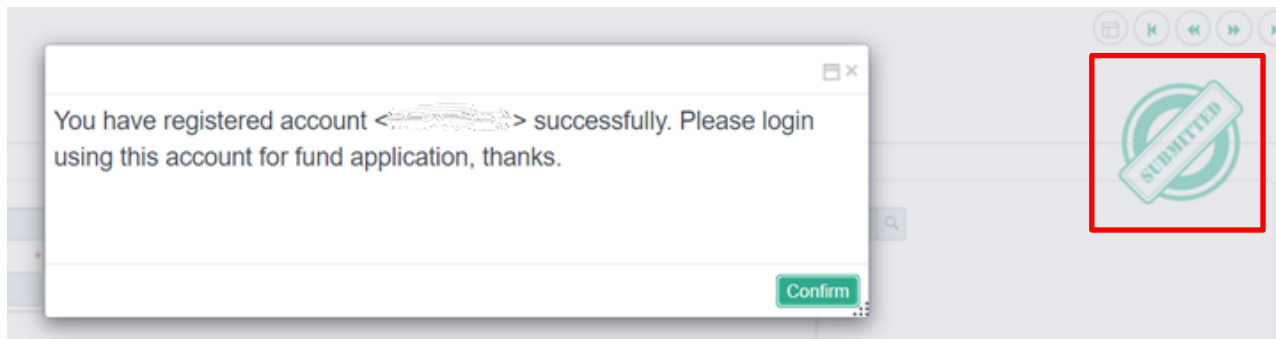 You have registered account < > successfully. Please login
using this account for fund application, thanks.
SUBMITTED
*
Confirm